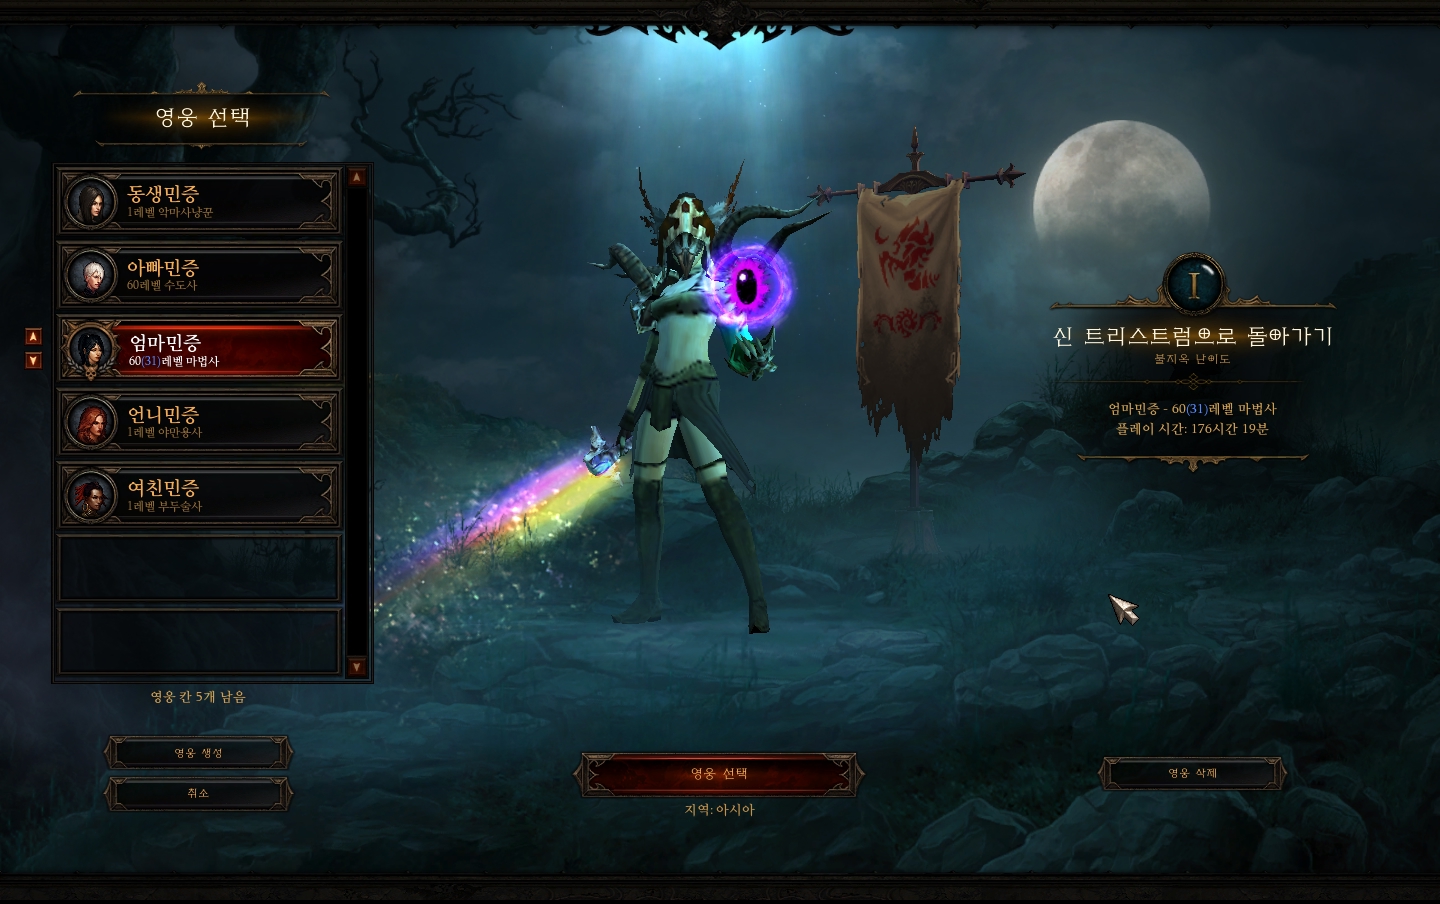 영웅 선택
동생민증
1레벨 악마사냥꾼
아빠민증
60레벨 수도사
엄마민증
60(31)레벨 마법사
언니민증
1레벨 야만용사
여친민증
1레벨 부두술사
영웅 칸 5개 남음
영웅 생성
취소
I
신 트리스트럼으로 돌아가기
불지옥 난이도
엄마민증 - 60(31)레벨 마법사
플레이 시간: 176시간 19분
영웅 선택
지역: 아시아
영웅 삭제